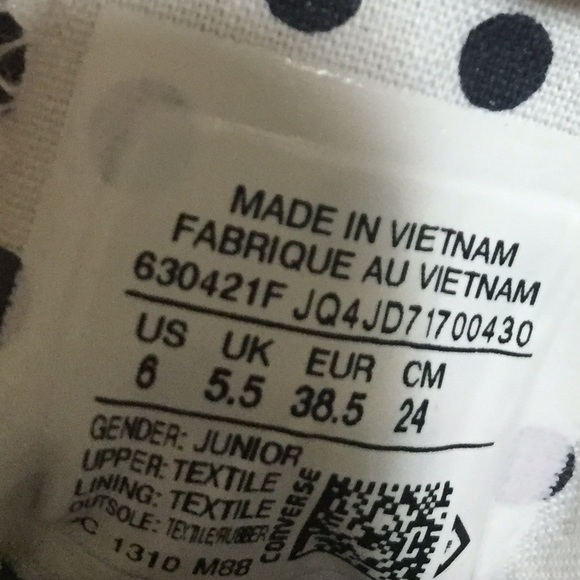 MADE IN VIETNAM
FABRIQUE AU VIETNAM
630421F JQ4JD71700430
US UK EUR CM
6 5.5 38.5 24
GENDER: JUNIOR
UPPER: TEXTILE
LINING: TEXTILE
OUTSOLE: TEXTILE/RUBBER
C 1310 M88
CONVERSE